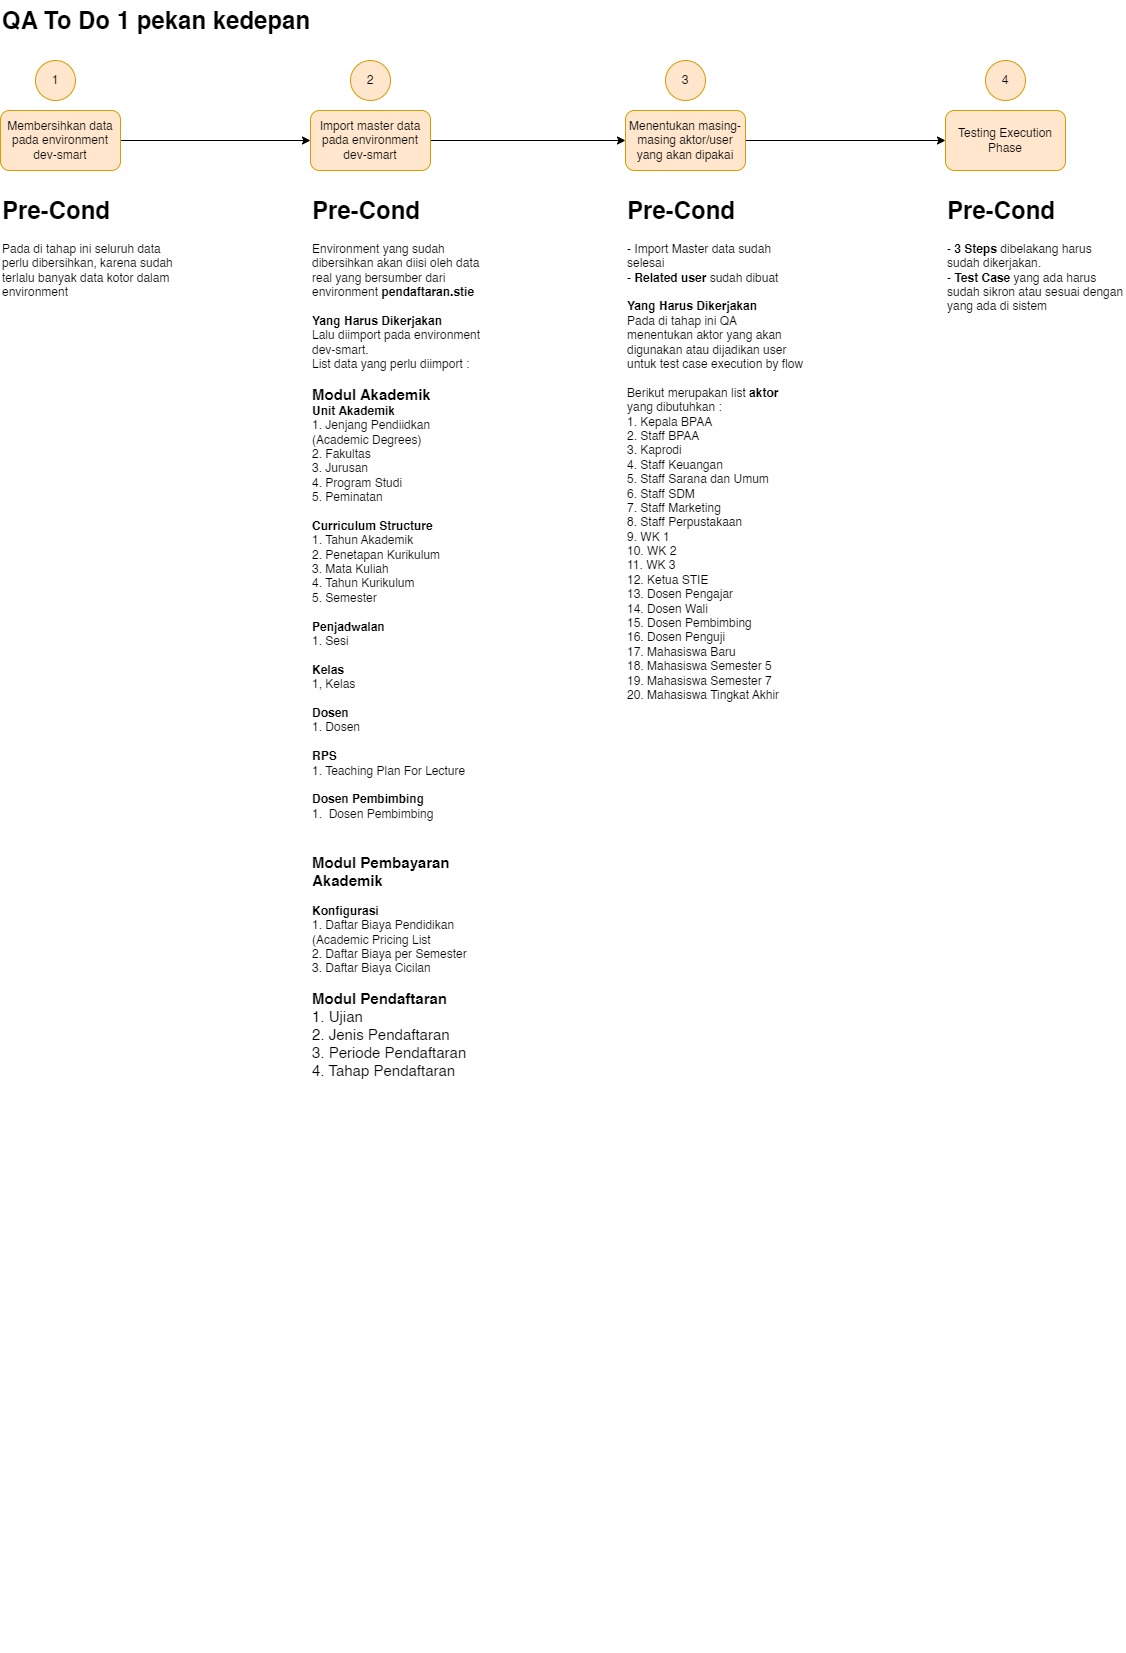 QA To Do 1 pekan kedepan
1
2
3
4
Membersihkan data
pada environment
dev-smart
Import master data
pada environment
dev-smart
Menentukan masing-
masing aktor/user
yang akan dipakai
Testing Execution
Phase
Pre-Cond
Pada di tahap ini seluruh data
perlu dibersihkan, karena sudah
terlalu banyak data kotor dalam
environment
Pre-Cond
Environment yang sudah
dibersihkan akan diisi oleh data
real yang bersumber dari
environment pendaftaran.stie
Yang Harus Dikerjakan
Lalu diimport pada environment
dev-smart.
List data yang perlu diimport :
Modul Akademik
Unit Akademik
1. Jenjang Pendiidkan
(Academic Degrees)
2. Fakultas
3. Jurusan
4. Program Studi
5. Peminatan
Curriculum Structure
1. Tahun Akademik
2. Penetapan Kurikulum
3. Mata Kuliah
4. Tahun Kurikulum
5. Semester
Penjadwalan
1. Sesi
Kelas
1, Kelas
Dosen
1. Dosen
RPS
1. Teaching Plan For Lecture
Dosen Pembimbing
1.  Dosen Pembimbing
Modul Pembayaran
Akademik
Konfigurasi
1. Daftar Biaya Pendidikan
(Academic Pricing List
2. Daftar Biaya per Semester
3. Daftar Biaya Cicilan
Modul Pendaftaran
1. Ujian
2. Jenis Pendaftaran
3. Periode Pendaftaran
4. Tahap Pendaftaran
Pre-Cond
- Import Master data sudah
selesai
- Related user sudah dibuat
Yang Harus Dikerjakan
Pada di tahap ini QA
menentukan aktor yang akan
digunakan atau dijadikan user
untuk test case execution by flow
Berikut merupakan list aktor
yang dibutuhkan :
1. Kepala BPAA
2. Staff BPAA
3. Kaprodi
4. Staff Keuangan
5. Staff Sarana dan Umum
6. Staff SDM
7. Staff Marketing
8. Staff Perpustakaan
9. WK 1
10. WK 2
11. WK 3
12. Ketua STIE
13. Dosen Pengajar
14. Dosen Wali
15. Dosen Pembimbing
16. Dosen Penguji
17. Mahasiswa Baru
18. Mahasiswa Semester 5
19. Mahasiswa Semester 7
20. Mahasiswa Tingkat Akhir
Pre-Cond
- 3 Steps dibelakang harus
sudah dikerjakan.
- Test Case yang ada harus
sudah sikron atau sesuai dengan
yang ada di sistem